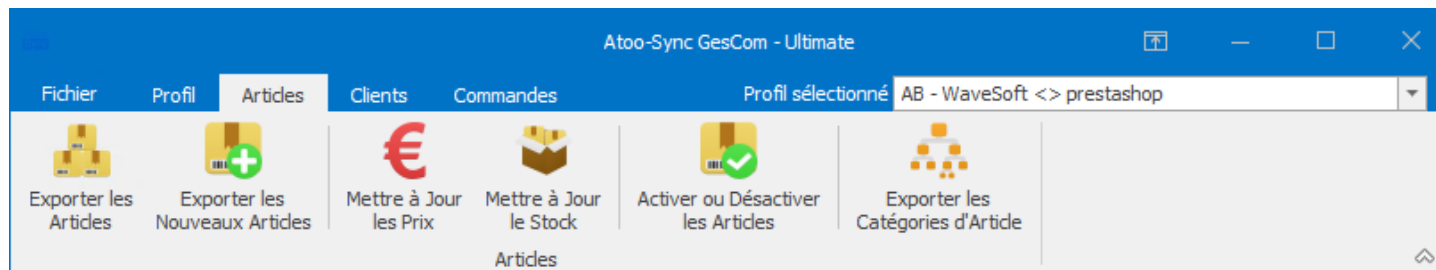 Atoo-Sync GesCom - Ultimate
Fichier Profil Articles Clients Commandes Profil sélectionné AB - WaveSoft <> prestashop
Exporter les Articles
Exporter les Nouveaux Articles
Mettre à Jour les Prix
Mettre à Jour le Stock
Activer ou Désactiver les Articles
Exporter les Catégories d'Article
Articles